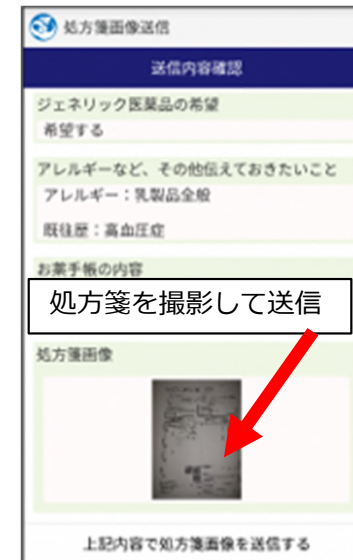 処方箋画像送信
送信内容確認
ジェネリック医薬品の希望
希望する
アレルギーなど、その他伝えておきたいこと
アレルギー:乳製品全般
既往歴:高血圧症
お薬手帳の内容
処方箋を撮影して送信
処方箋画像
上記内容で処方箋画像を送信する